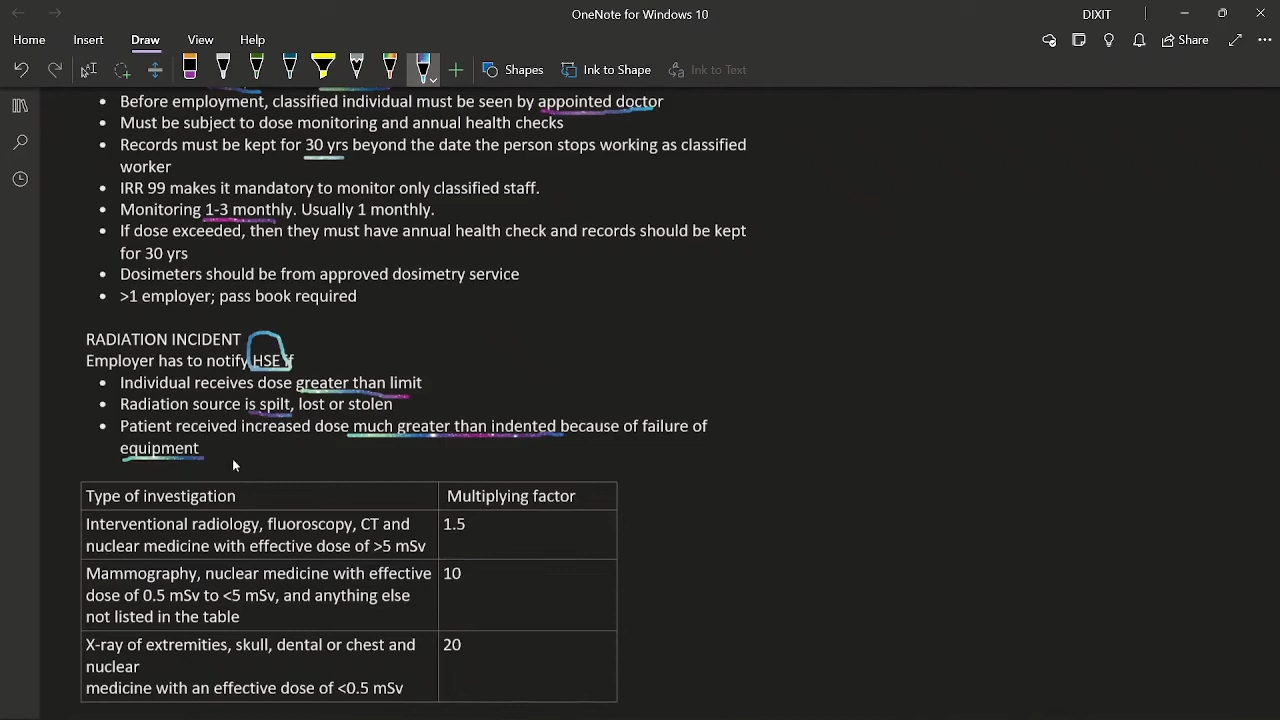 OneNote for Windows 10
DIXIT
Home
Insert
Draw
View
Help
Shapes
Ink to Shape
Ink to Text
Share
• Before employment, classified individual must be seen by appointed doctor
• Must be subject to dose monitoring and annual health checks
• Records must be kept for 30 yrs beyond the date the person stops working as classified
worker
• IRR 99 makes it mandatory to monitor only classified staff.
• Monitoring 1-3 monthly. Usually 1 monthly.
• If dose exceeded, then they must have annual health check and records should be kept
for 30 yrs
• Dosimeters should be from approved dosimetry service
• >1 employer; pass book required
RADIATION INCIDENT
Employer has to notify HSE if
• Individual receives dose greater than limit
• Radiation source is spilt, lost or stolen
• Patient received increased dose much greater than indented because of failure of
equipment
Type of investigation
Multiplying factor
Interventional radiology, fluoroscopy, CT and
nuclear medicine with effective dose of >5 mSv
1.5
Mammography, nuclear medicine with effective
dose of 0.5 mSv to <5 mSv, and anything else
not listed in the table
10
X-ray of extremities, skull, dental or chest and
nuclear
medicine with an effective dose of <0.5 mSv
20